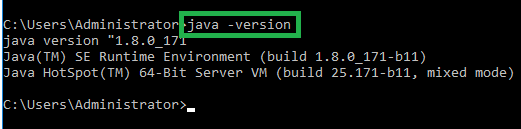 C:\Users\Administrator>java -version
java version "1.8.0_171
Java(TM) SE Runtime Environment (build 1.8.0_171-b11)
Java HotSpot(TM) 64-Bit Server VM (build 25.171-b11, mixed mode)
C:\Users\Administrator>